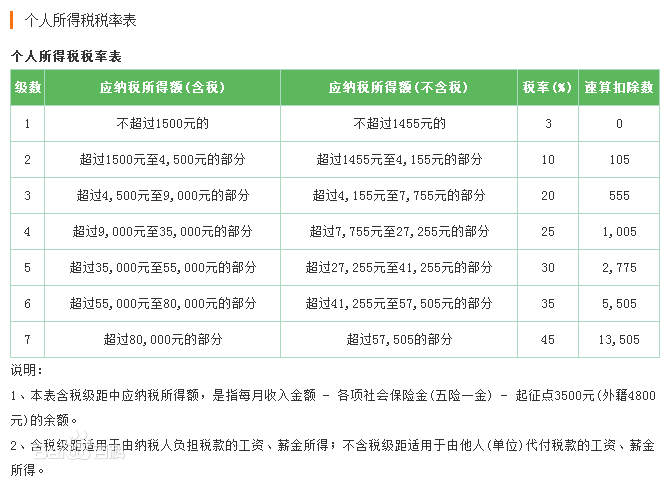 个人所得税税率表
个人所得税税率表
级数 应纳税所得额(含税) 应纳税所得额(不含税) 税率(%) 速算扣除数
1 不超过1500元的 不超过1455元的 3 0
2 超过1500元至4,500元的部分 超过1455元至4,155元的部分 10 105
3 超过4,500元至9,000元的部分 超过4,155元至7,755元的部分 20 555
4 超过9,000元至35,000元的部分 超过7,755元至27,255元的部分 25 1,005
5 超过35,000元至55,000元的部分 超过27,255元至41,255元的部分 30 2,775
6 超过55,000元至80,000元的部分 超过41,255元至57,505元的部分 35 5,505
7 超过80,000元的部分 超过57,505的部分 45 13,505
说明:
1、本表含税级距中应纳税所得额，是指每月收入金额 - 各项社会保险金(五险一金) - 起征点3500元(外籍4800
元)的余额。
2、含税级距适用于由纳税人负担税款的工资、薪金所得；不含税级距适用于由他人(单位)代付税款的工资、薪金
所得。